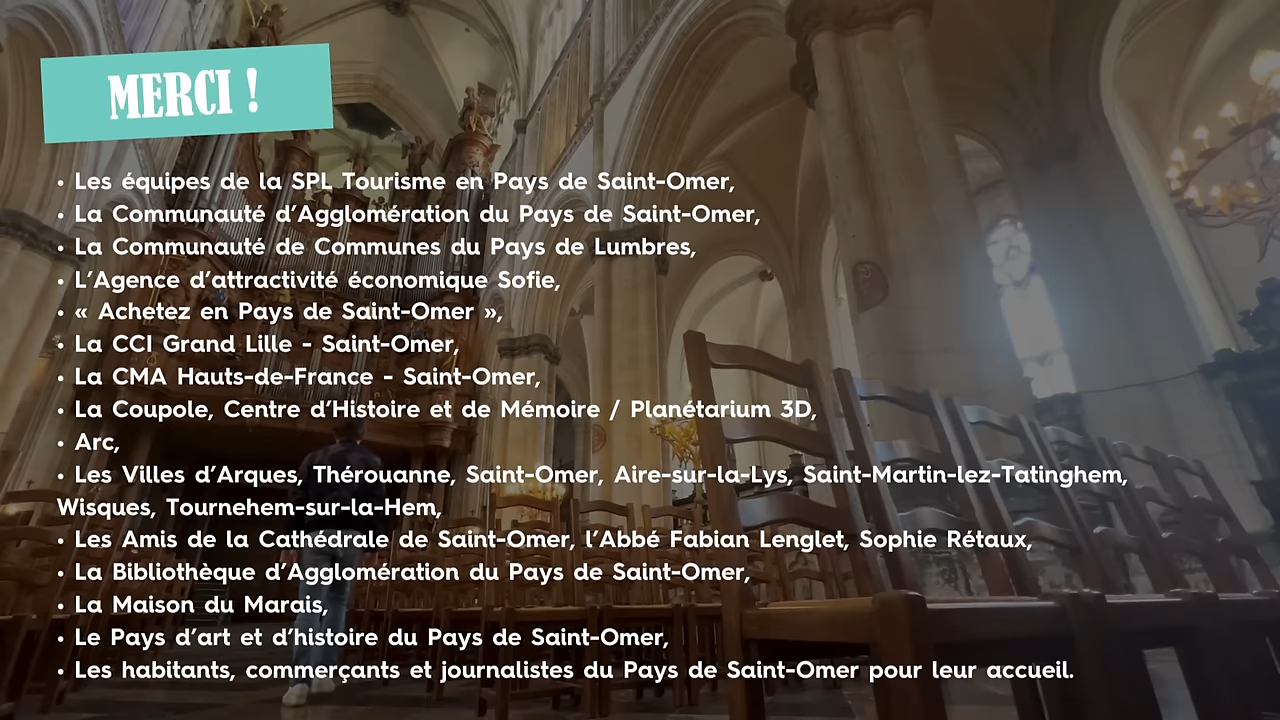 MERCI !
• Les équipes de la SPL Tourisme en Pays de Saint-Omer,
• La Communauté d'Agglomération du Pays de Saint-Omer,
• La Communauté de Communes du Pays de Lumbres,
• L'Agence d'attractivité économique Sofie,
• « Achetez en Pays de Saint-Omer »,
• La CCI Grand Lille - Saint-Omer,
• La CMA Hauts-de-France - Saint-Omer,
• La Coupole, Centre d'Histoire et de Mémoire / Planétarium 3D,
• Arc,
• Les Villes d'Arques, Thérouanne, Saint-Omer, Aire-sur-la-Lys, Saint-Martin-lez-Tatinghem,
Wisques, Tournehem-sur-la-Hem,
• Les Amis de la Cathédrale de Saint-Omer, l'Abbé Fabian Lenglet, Sophie Rétaux,
• La Bibliothèque d'Agglomération du Pays de Saint-Omer,
• La Maison du Marais,
• Le Pays d'art et d'histoire du Pays de Saint-Omer,
• Les habitants, commerçants et journalistes du Pays de Saint-Omer pour leur accueil.